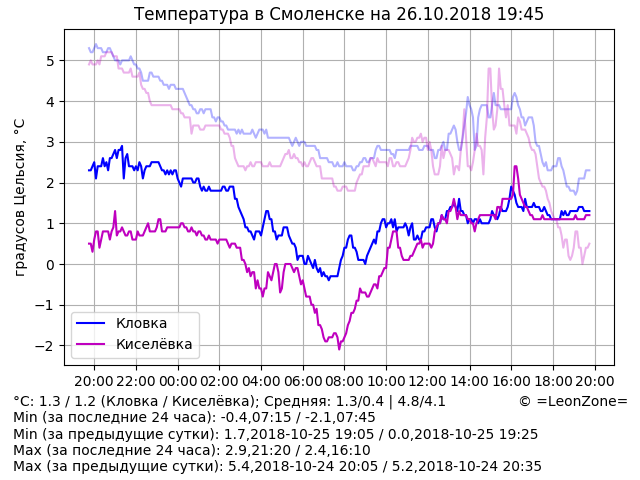 Температура в Смоленске на 26.10.2018 19:45
градусов Цельсия, °C
5
4
3
2
1
0
−1
−2
Кловка
Киселёвка
20:00 22:00 00:00 02:00 04:00 06:00 08:00 10:00 12:00 14:00 16:00 18:00 20:00
°C: 1.3 / 1.2 (Кловка / Киселёвка); Средняя: 1.3/0.4 | 4.8/4.1 © =LeonZone=
Min (за последние 24 часа): -0.4,07:15 / -2.1,07:45
Min (за предыдущие сутки): 1.7,2018-10-25 19:05 / 0.0,2018-10-25 19:25
Max (за последние 24 часа): 2.9,21:20 / 2.4,16:10
Max (за предыдущие сутки): 5.4,2018-10-24 20:05 / 5.2,2018-10-24 20:35